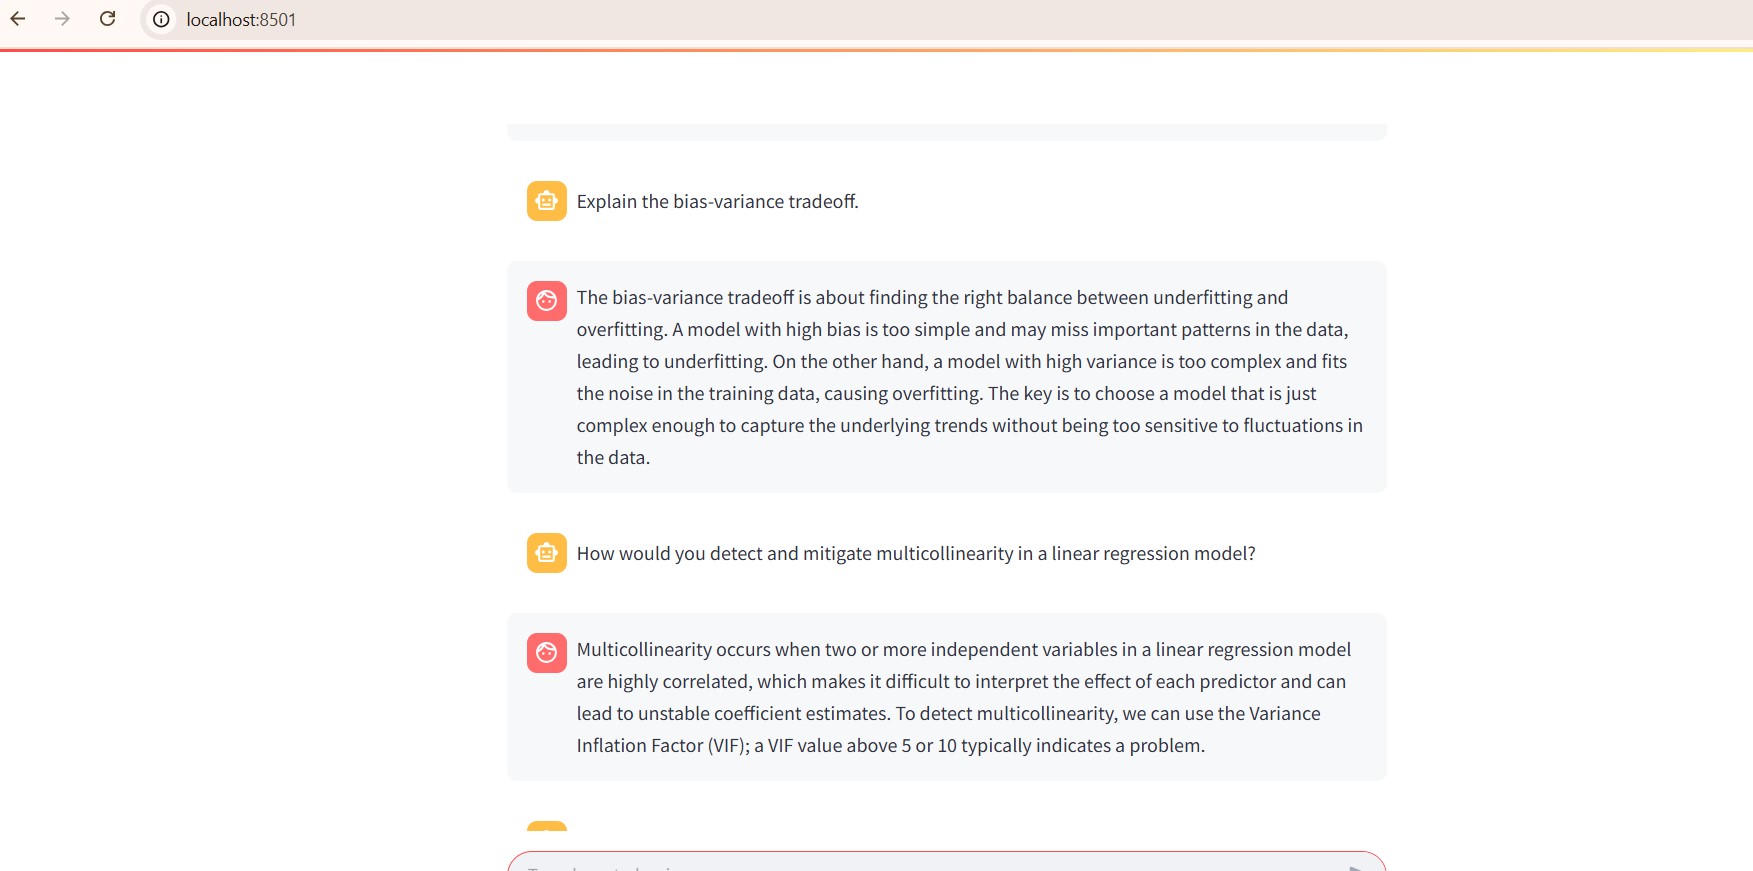 localhost:8501
Explain the bias-variance tradeoff.
The bias-variance tradeoff is about finding the right balance between underfitting and
overfitting. A model with high bias is too simple and may miss important patterns in the data,
leading to underfitting. On the other hand, a model with high variance is too complex and fits
the noise in the training data, causing overfitting. The key is to choose a model that is just
complex enough to capture the underlying trends without being too sensitive to fluctuations in
the data.
How would you detect and mitigate multicollinearity in a linear regression model?
Multicollinearity occurs when two or more independent variables in a linear regression model
are highly correlated, which makes it difficult to interpret the effect of each predictor and can
lead to unstable coefficient estimates. To detect multicollinearity, we can use the Variance
Inflation Factor (VIF); a VIF value above 5 or 10 typically indicates a problem.